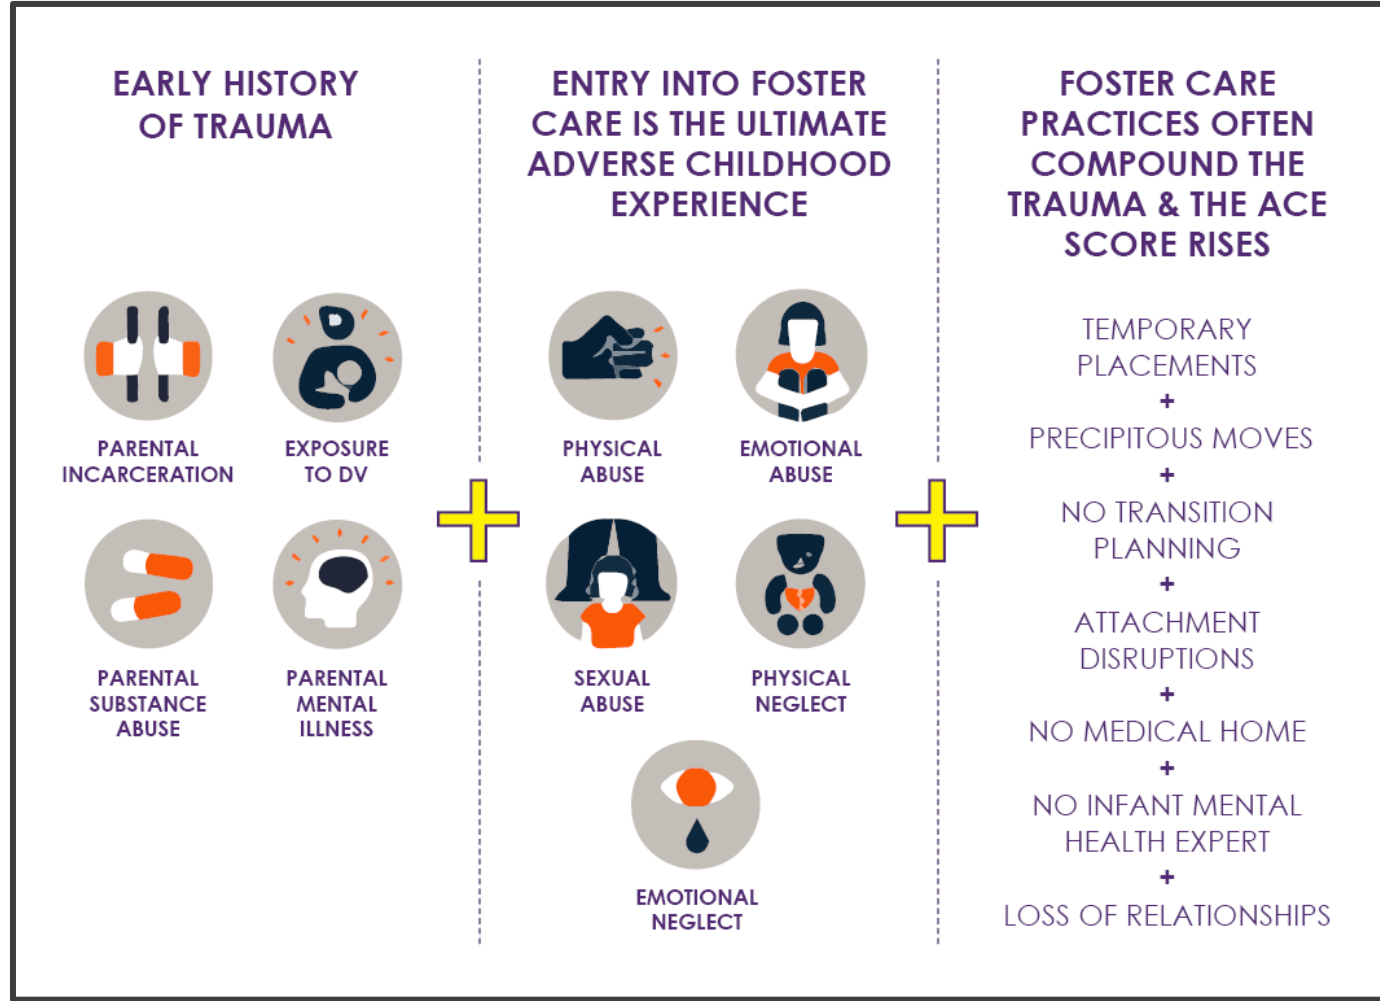 EARLY HISTORY
OF TRAUMA
PARENTAL
INCARCERATION
EXPOSURE
TO DV
PARENTAL
SUBSTANCE
ABUSE
PARENTAL
MENTAL
ILLNESS
ENTRY INTO FOSTER
CARE IS THE ULTIMATE
ADVERSE CHILDHOOD
EXPERIENCE
PHYSICAL
ABUSE
EMOTIONAL
ABUSE
SEXUAL
ABUSE
PHYSICAL
NEGLECT
EMOTIONAL
NEGLECT
FOSTER CARE
PRACTICES OFTEN
COMPOUND THE
TRAUMA & THE ACE
SCORE RISES
TEMPORARY
PLACEMENTS
+
PRECIPITOUS MOVES
+
NO TRANSITION
PLANNING
+
ATTACHMENT
DISRUPTIONS
+
NO MEDICAL HOME
+
NO INFANT MENTAL
HEALTH EXPERT
+
LOSS OF RELATIONSHIPS